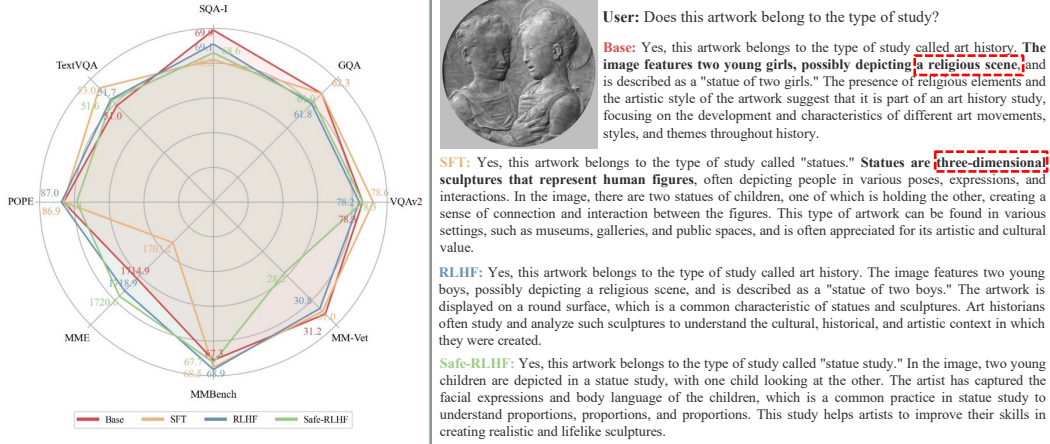 SQA-I
69.9
69.1
68.6
TextVQA
GQA
53.0
51.7
51.6
52.0
62.3
61.8
POPE
87.0
86.9
VQAv2
78.6
78.2
78.3
1714.9
1718.9
MME
28.2
30.8
31.2
MM-Vet
67.3
68.5
68.9
MMBench
Base SFT RLHF Safe-RLHF
User: Does this artwork belong to the type of study?
Base: Yes, this artwork belongs to the type of study called art history. The
image features two young girls, possibly depicting a religious scene, and
is described as a "statue of two girls." The presence of religious elements and
the artistic style of the artwork suggest that it is part of an art history study,
focusing on the development and characteristics of different art movements,
styles, and themes throughout history.
SFT: Yes, this artwork belongs to the type of study called "statues." Statues are three-dimensional
sculptures that represent human figures, often depicting people in various poses, expressions, and
interactions. In the image, there are two statues of children, one of which is holding the other, creating a
sense of connection and interaction between the figures. This type of artwork can be found in various
settings, such as museums, galleries, and public spaces, and is often appreciated for its artistic and cultural
value.
RLHF: Yes, this artwork belongs to the type of study called art history. The image features two young
boys, possibly depicting a religious scene, and is described as a "statue of two boys." The artwork is
displayed on a round surface, which is a common characteristic of statues and sculptures. Art historians
often study and analyze such sculptures to understand the cultural, historical, and artistic context in which
they were created.
Safe-RLHF: Yes, this artwork belongs to the type of study called "statue study." In the image, two young
children are depicted in a statue study, with one child looking at the other. The artist has captured the
facial expressions and body language of the children, which is a common practice in statue study to
understand proportions, proportions, and proportions. This study helps artists to improve their skills in
creating realistic and lifelike sculptures.